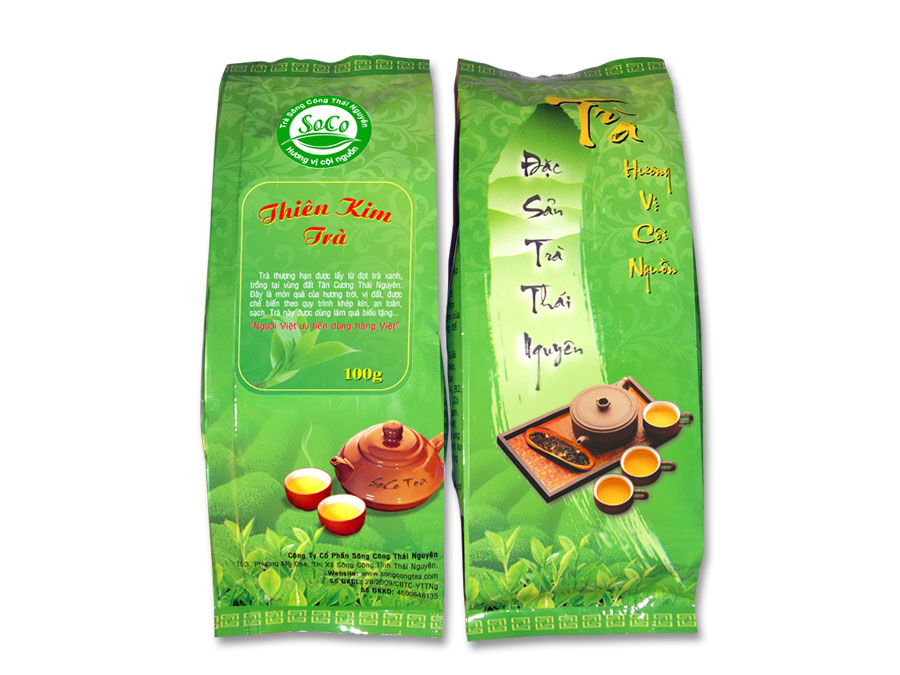 Trà Sông Công Thái Nguyên
SoCo
Hương vị cội nguồn
Thiên Kim
Trà
Trà thượng hạn được lấy từ đọt trà xanh,
trồng tại vùng đất Tân Cương Thái Nguyên.
Đây là món quà của hương trời, vị đất, được
chế biến theo quy trình khép kín, an toàn,
sạch. Trà này được dùng làm quà biếu tặng...
"Người Việt ưu tiên dùng hàng Việt"
100g
SoCo Tea
Công Ty Cổ Phần Sông Công Thái Nguyên
Phường Mỏ Chè, Thị Xã Sông Công Tỉnh Thái Nguyên.
Website: www.songcongtea.com
Số ĐKCL: 28/2009/CBTC-YTTNg
Số ĐKKD: 4600648135
Trà
Hương
Vị
Cội
Nguồn
Đặc
Sản
Trà
Thái
Nguyên